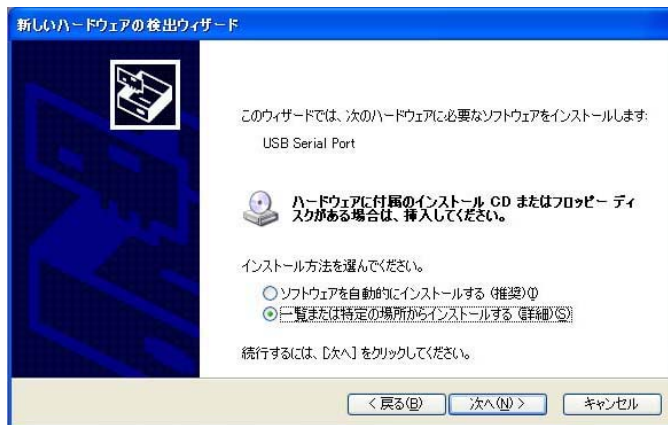 新しいハードウェアの検出ウィザード
このウィザードでは、次のハードウェアに必要なソフトウェアをインストールします:
USB Serial Port
ハードウェアに付属のインストール CD またはフロッピー ディ
スクがある場合は、挿入してください。
インストール方法を選んでください。
ソフトウェアを自動的にインストールする (推奨)(I)
一覧または特定の場所からインストールする (詳細)(S)
続行するには、[次へ] をクリックしてください。
< 戻る(B)
次へ(N) >
キャンセル